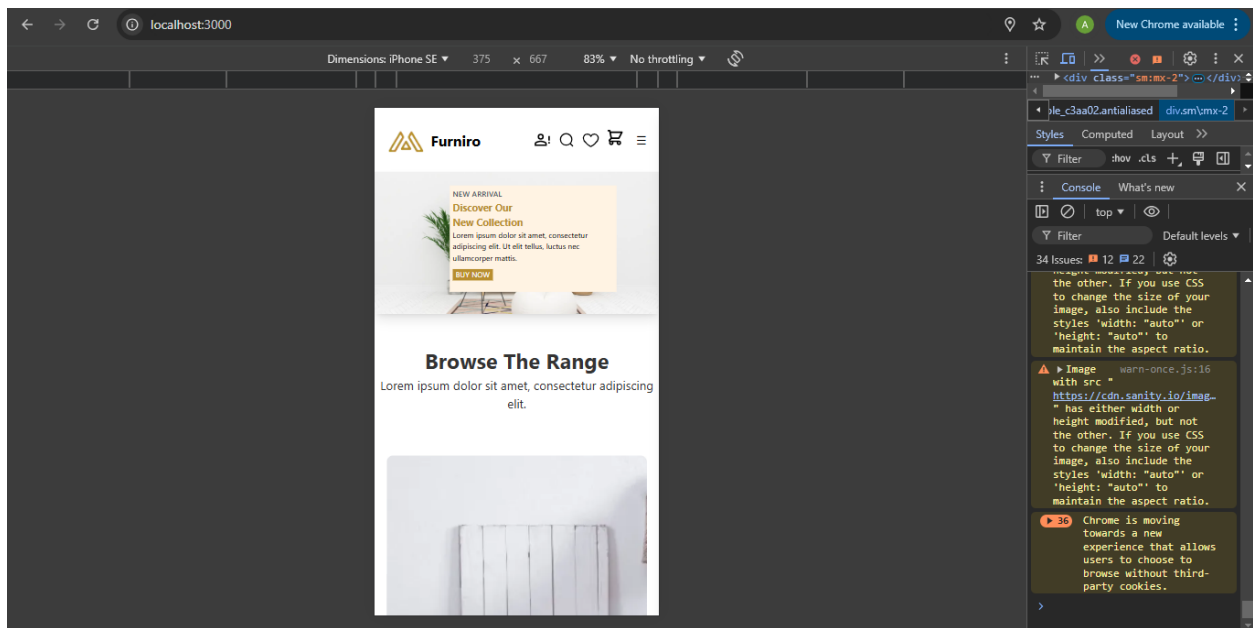 localhost:3000
A
New Chrome available
Dimensions: iPhone SE ▼ 375 × 667 83% ▼ No throttling ▼
<div class="sm:mx-2">…</div>
ple_c3aa02.antialiased div.sm\:mx-2
Styles Computed Layout
Filter :hov .cls
Console What's new
top ▼
Filter Default levels ▼
34 Issues: 12 22
height modified, but not
the other. If you use CSS
to change the size of your
image, also include the
styles 'width: "auto"' or
'height: "auto"' to
maintain the aspect ratio.
Image warn-once.js:16
with src "
https://cdn.sanity.io/imag…
" has either width or
height modified, but not
the other. If you use CSS
to change the size of your
image, also include the
styles 'width: "auto"' or
'height: "auto"' to
maintain the aspect ratio.
36 Chrome is moving
towards a new
experience that allows
users to choose to
browse without third-
party cookies.
Furniro
NEW ARRIVAL
Discover Our
New Collection
Lorem ipsum dolor sit amet, consectetur
adipiscing elit. Ut elit tellus, luctus nec
ullamcorper mattis.
BUY NOW
Browse The Range
Lorem ipsum dolor sit amet, consectetur adipiscing
elit.